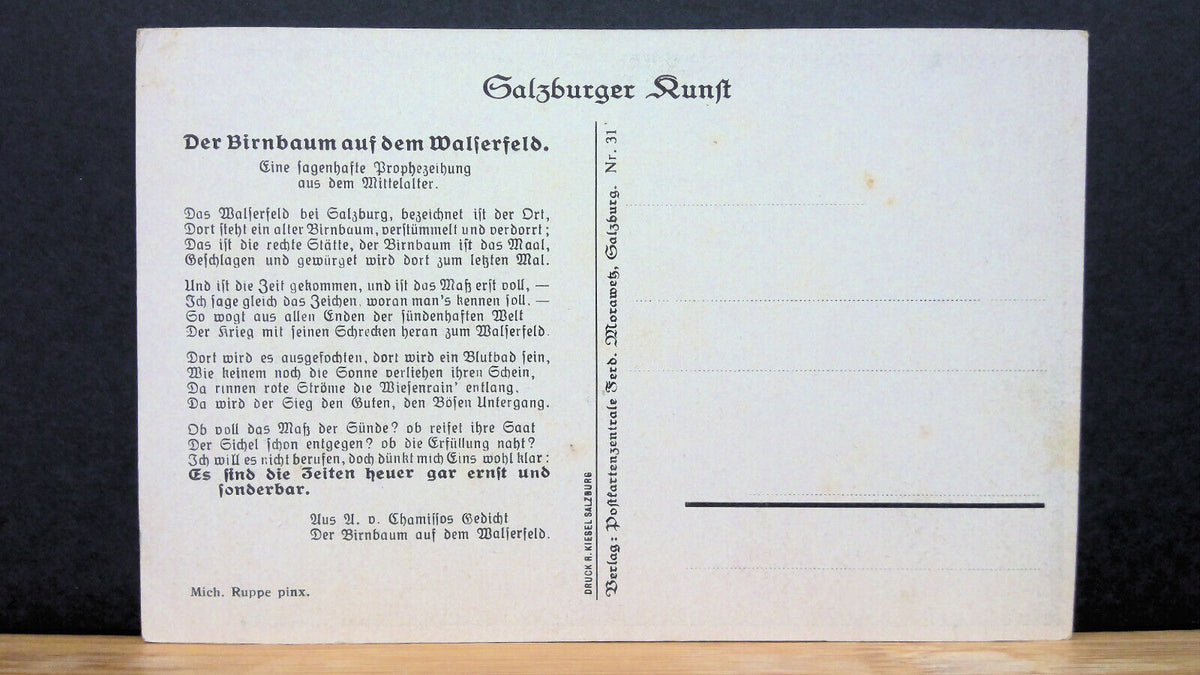 Salzburger Kunst
Der Birnbaum auf dem Walserfeld.
Eine sagenhafte Prophezeihung
aus dem Mittelalter.
Das Walserfeld bei Salzburg, bezeichnet ist der Ort,
Dort steht ein alter Birnbaum, verstümmelt und verdorrt;
Das ist die rechte Stätte, der Birnbaum ist das Maal,
Geschlagen und gewürget wird dort zum letzten Mal.
Und ist die Zeit gekommen, und ist das Maß erst voll, —
Ich sage gleich das Zeichen, woran man's kennen soll. —
So wogt aus allen Enden der sündenhaften Welt
Der Krieg mit seinen Schrecken heran zum Walserfeld.
Dort wird es ausgefochten, dort wird ein Blutbad sein,
Wie keinem noch die Sonne verliehen ihren Schein,
Da rinnen rote Ströme die Wiesenrain' entlang,
Da wird der Sieg den Guten, den Bösen Untergang.
Ob voll das Maß der Sünde? ob reifet ihre Saat
Der Sichel schon entgegen? ob die Erfüllung naht?
Ich will es nicht berufen, doch dünkt mich Eins wohl klar:
Es sind die Zeiten heuer gar ernst und
sonderbar.
Aus A. v. Chamissos Gedicht
Der Birnbaum auf dem Walserfeld.
Mich. Ruppe pinx.
DRUCK R. KIESEL SALZBURG
Verlag: Postkartenzentrale Ferd. Morawetz, Salzburg. Nr. 31